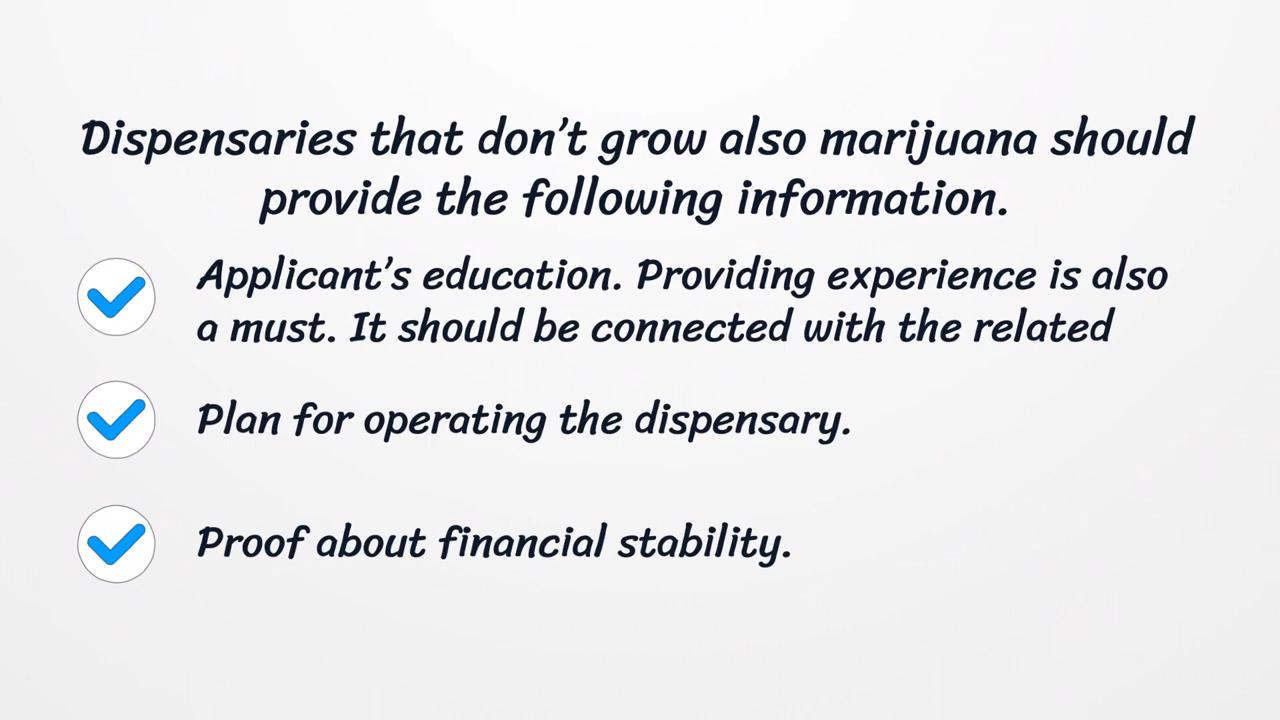 Dispensaries that don't grow also marijuana should
provide the following information.
Applicant's education. Providing experience is also
a must. It should be connected with the related
Plan for operating the dispensary.
Proof about financial stability.